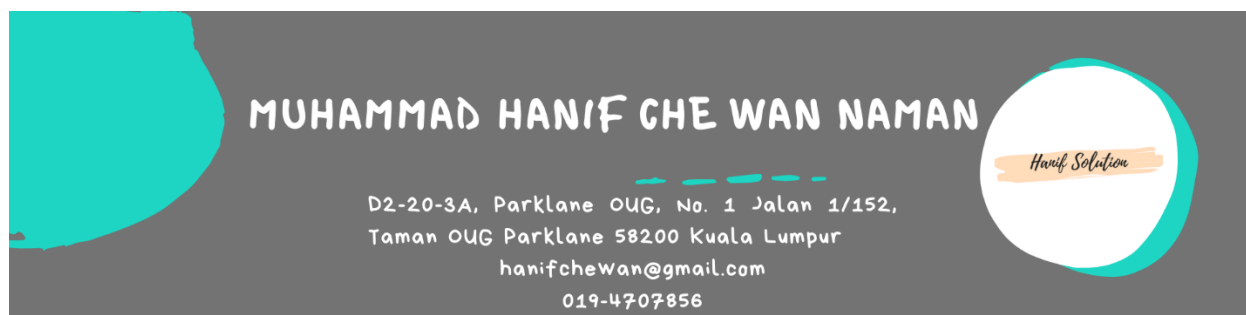 MUHAMMAD HANIF CHE WAN NAMAN
Hanif Solution
D2-20-3A, Parklane OUG, No. 1 Jalan 1/152,
Taman OUG Parklane 58200 Kuala Lumpur
hanifchewan@gmail.com
019-4707856